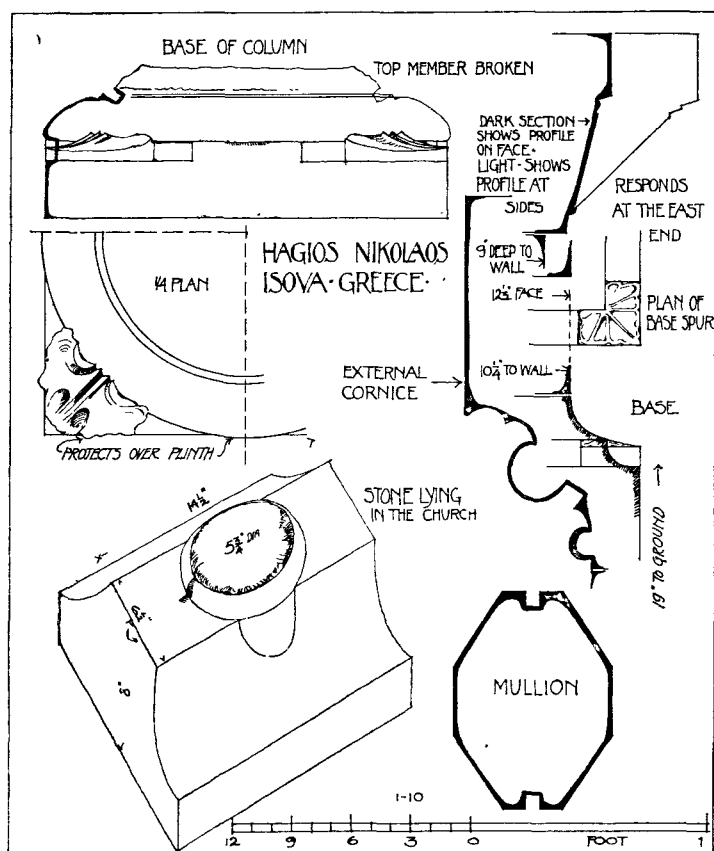 BASE OF COLUMN
TOP MEMBER BROKEN
DARK SECTION
SHOWS PROFILE
ON FACE·
LIGHT·SHOWS
PROFILE AT
SIDES
RESPONDS
AT THE EAST
END
HAGIOS NIKOLAOS
ISOVA·GREECE·
¼ PLAN
9" DEEP TO
WALL
12½" FACE
PLAN OF
BASE SPUR
10¼" TO WALL
EXTERNAL
CORNICE
BASE
PROTECTS OVER PLINTH
STONE LYING
IN THE CHURCH
14½"
5¾" DIA
8"
19" TO GROUND
MULLION
1-10
12 9 6 3 0 FOOT 1